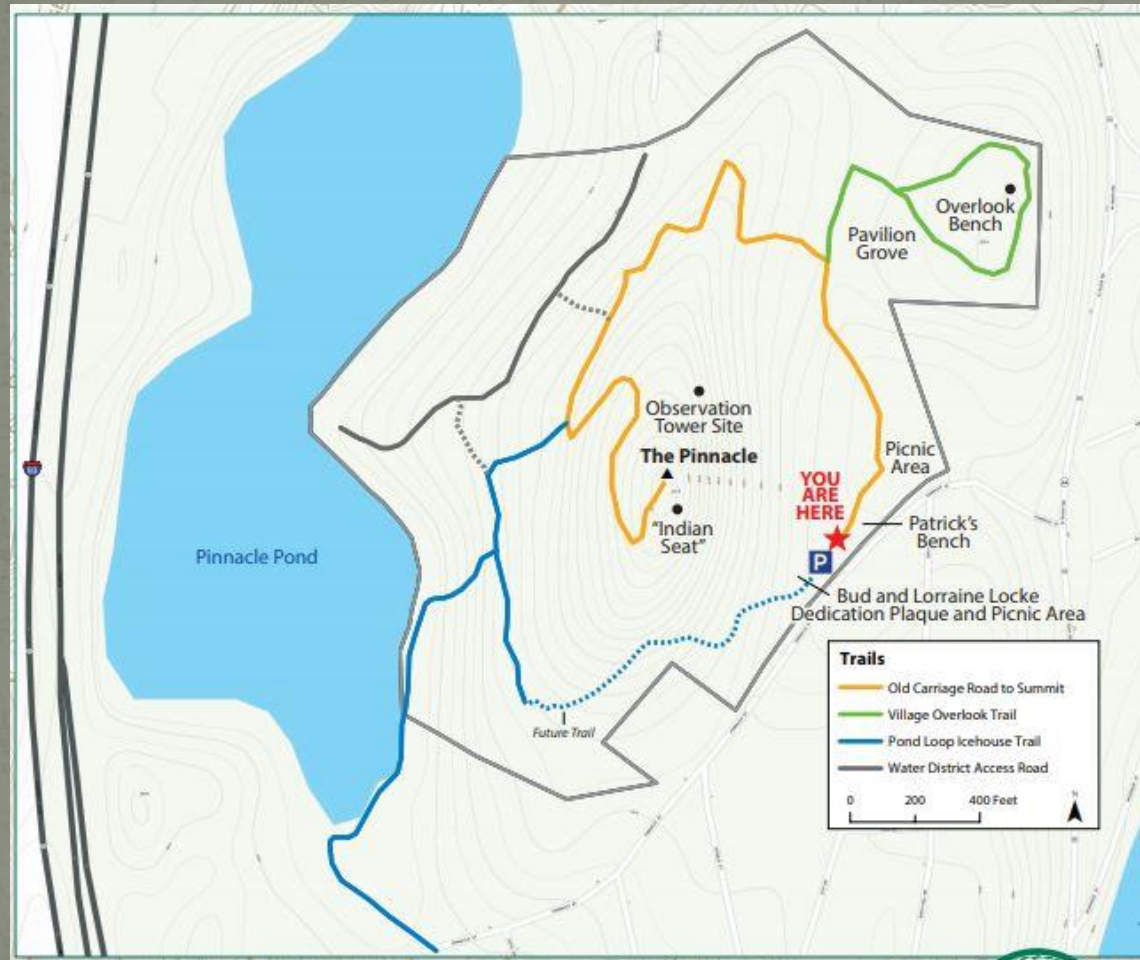 Overlook
Bench
Pavilion
Grove
Observation
Tower Site
The Pinnacle
"Indian
Seat"
Picnic
Area
YOU
ARE
HERE
Patrick's
Bench
P
Pinnacle Pond
Bud and Lorraine Locke
Dedication Plaque and Picnic Area
Future Trail
Trails
Old Carriage Road to Summit
Village Overlook Trail
Pond Loop Icehouse Trail
Water District Access Road
0 200 400 Feet
N